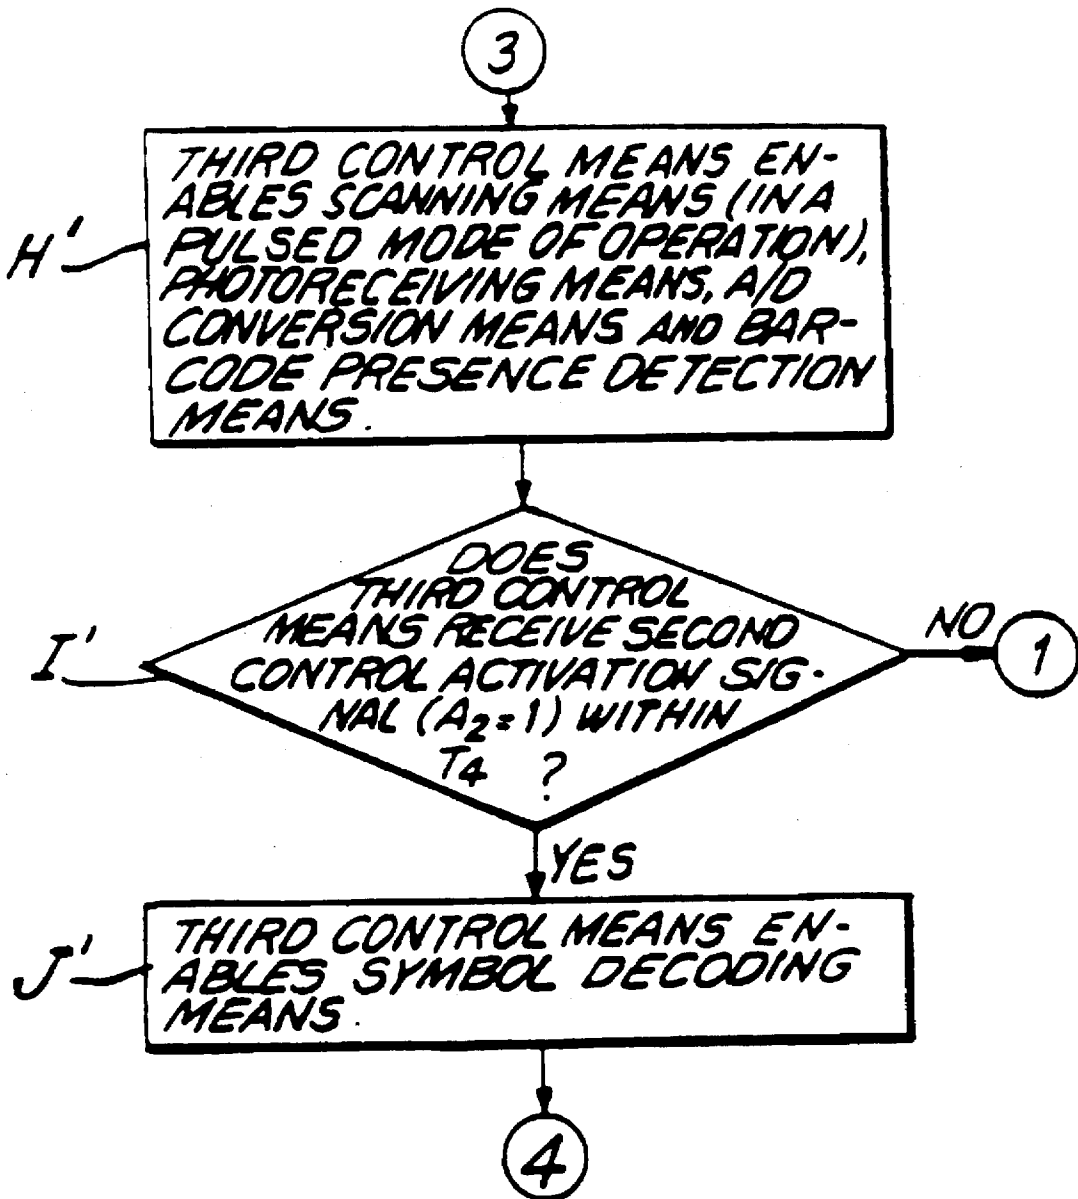 3
THIRD CONTROL MEANS EN-
ABLES SCANNING MEANS (IN A
PULSED MODE OF OPERATION),
PHOTORECEIVING MEANS, A/D
CONVERSION MEANS AND BAR-
CODE PRESENCE DETECTION
MEANS.
H'
DOES
THIRD CONTROL
MEANS RECEIVE SECOND
CONTROL ACTIVATION SIG-
NAL (A2=1) WITHIN
T4 ?
I'
NO
1
YES
THIRD CONTROL MEANS EN-
ABLES SYMBOL DECODING
MEANS.
J'
4